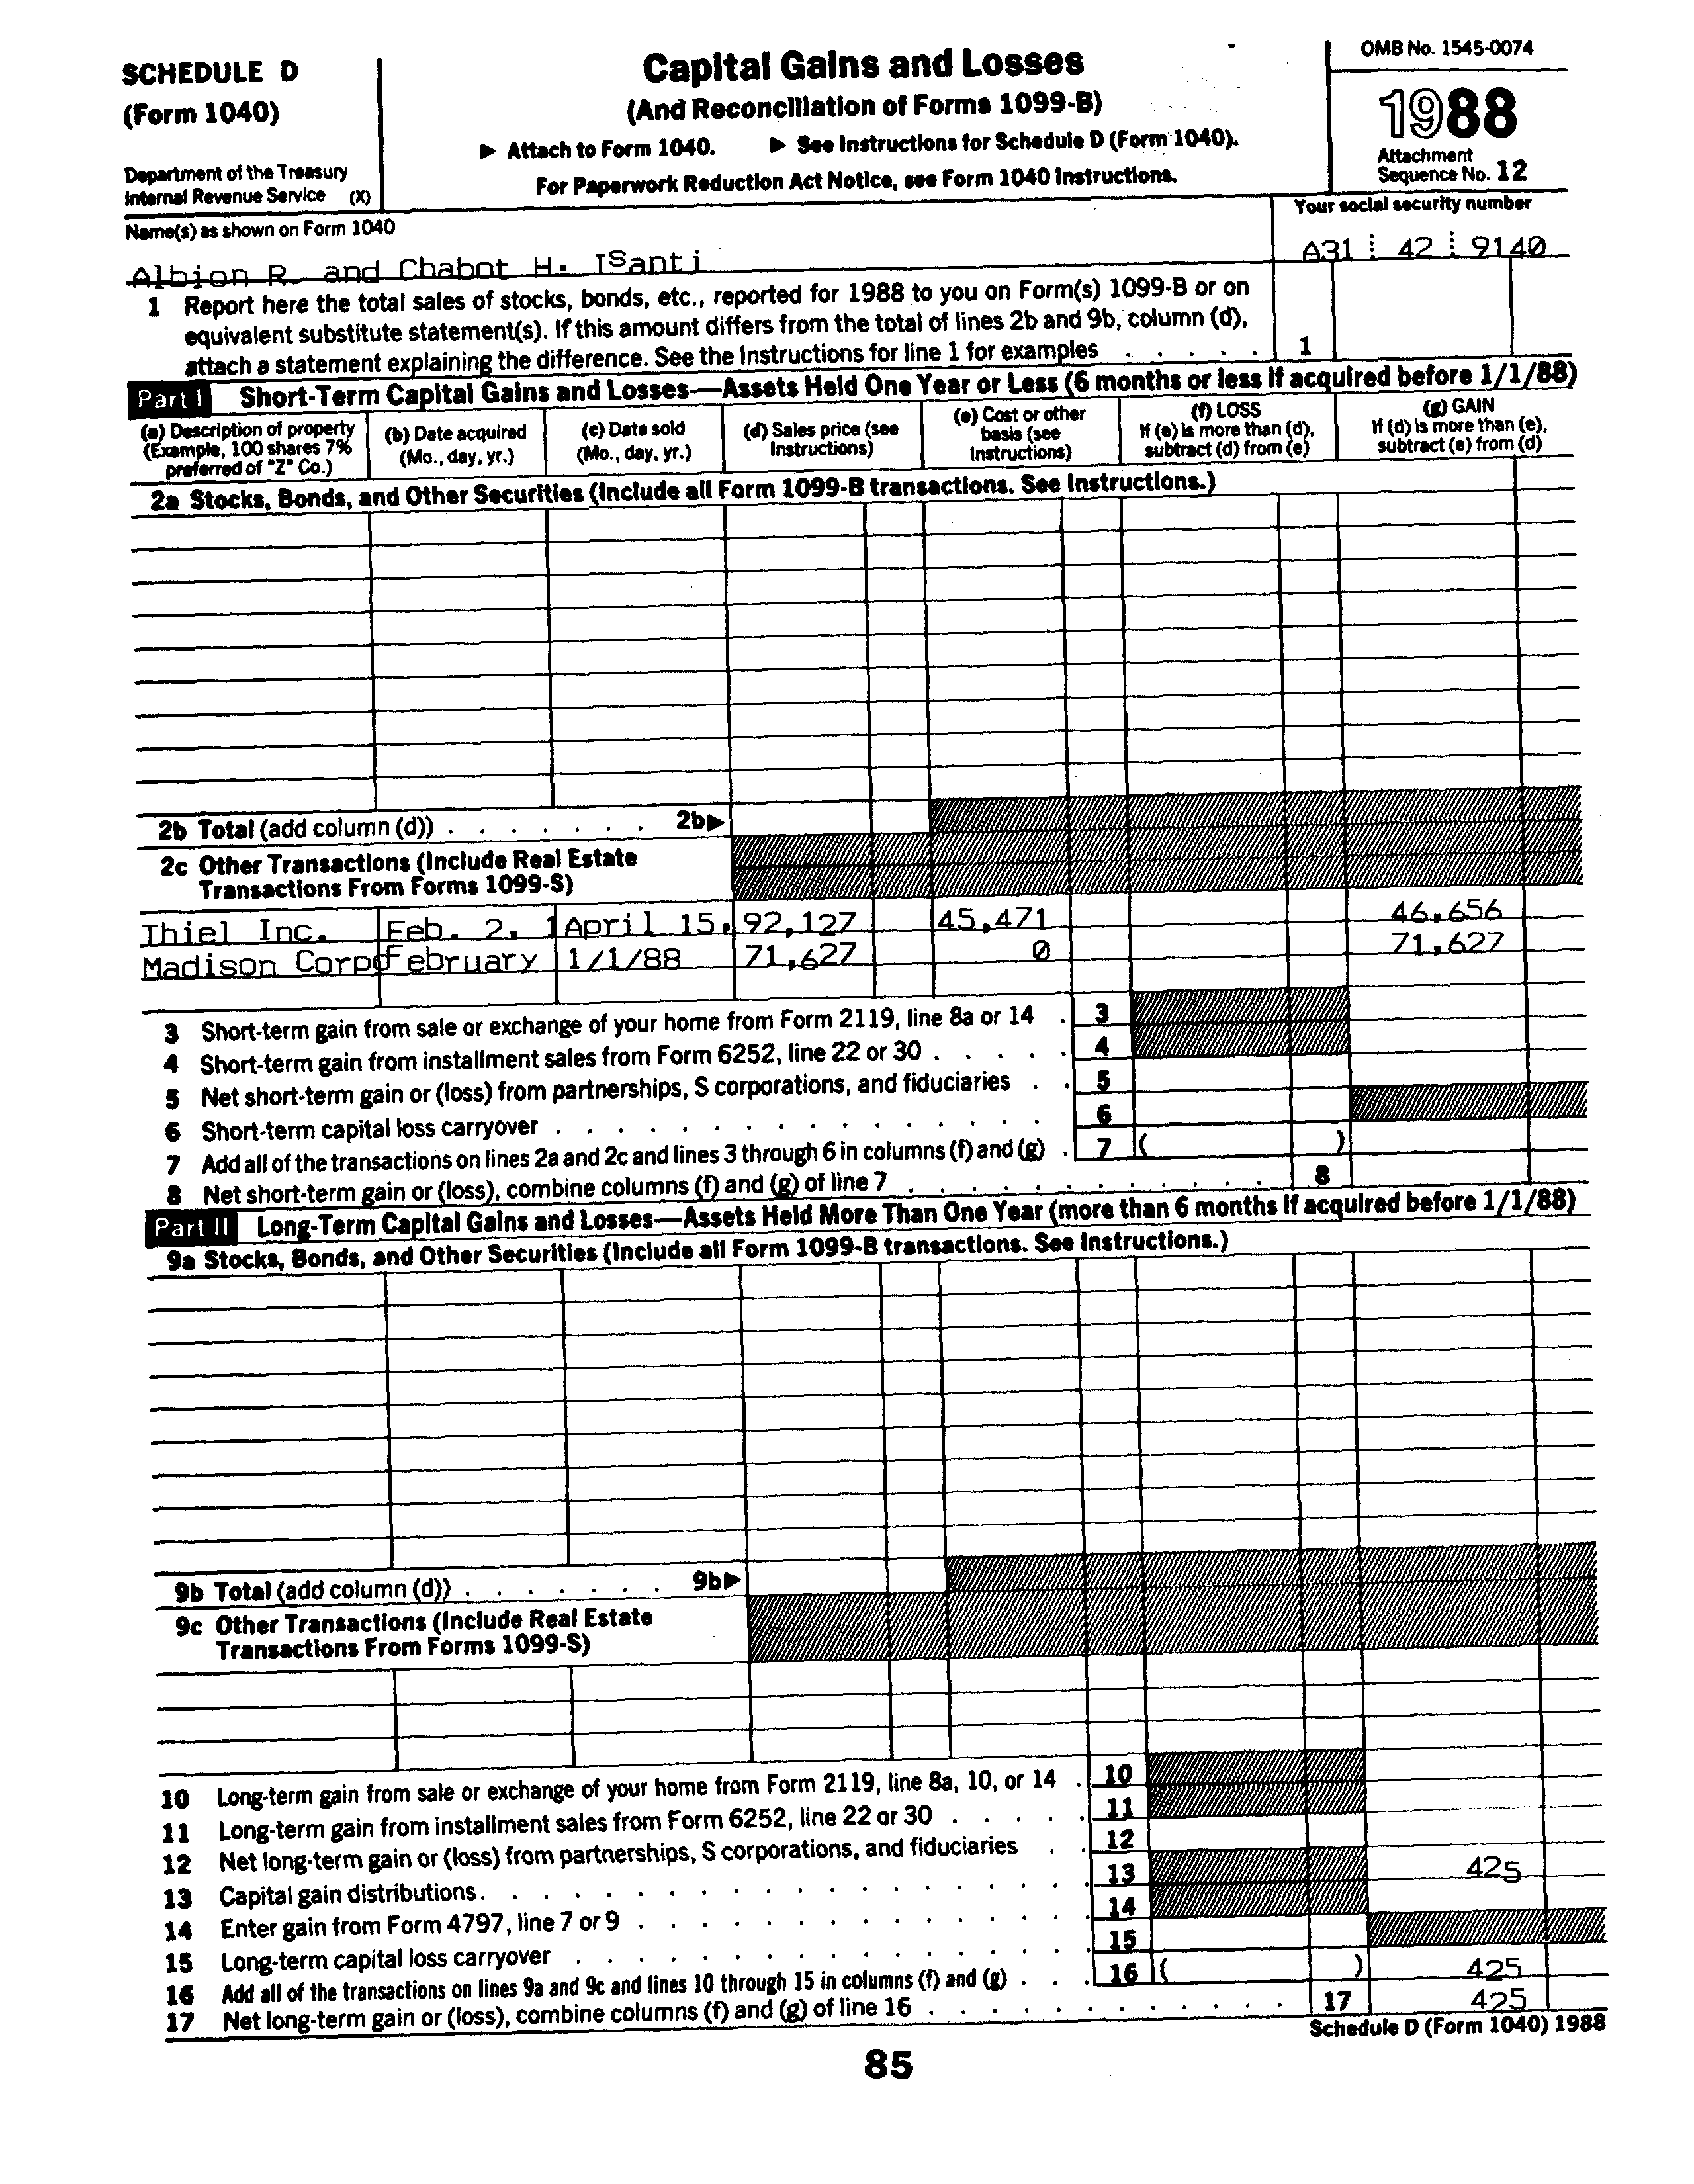 SCHEDULE D
(Form 1040)
Department of the Treasury
Internal Revenue Service (X)
Capital Gains and Losses
(And Reconciliation of Forms 1099-B)
▶ Attach to Form 1040. ▶ See Instructions for Schedule D (Form 1040).
For Paperwork Reduction Act Notice, see Form 1040 Instructions.
OMB No. 1545-0074
1988
Attachment
Sequence No. 12
Name(s) as shown on Form 1040
Your social security number
Albion R. and Chabot H. ISanti
A31 42 9140
1 Report here the total sales of stocks, bonds, etc., reported for 1988 to you on Form(s) 1099-B or on
equivalent substitute statement(s). If this amount differs from the total of lines 2b and 9b, column (d),
attach a statement explaining the difference. See the Instructions for line 1 for examples . . . . . 1
Part I Short-Term Capital Gains and Losses—Assets Held One Year or Less (6 months or less if acquired before 1/1/88)
(a) Description of property
(Example, 100 shares 7%
preferred of "Z" Co.)
(b) Date acquired
(Mo., day, yr.)
(c) Date sold
(Mo., day, yr.)
(d) Sales price (see
Instructions)
(e) Cost or other
basis (see
Instructions)
(f) LOSS
If (e) is more than (d),
subtract (d) from (e)
(g) GAIN
If (d) is more than (e),
subtract (e) from (d)
2a Stocks, Bonds, and Other Securities (Include all Form 1099-B transactions. See Instructions.)
2b Total (add column (d)) . . . . . . . 2b▶
2c Other Transactions (Include Real Estate
Transactions From Forms 1099-S)
Thiel Inc. Feb. 2, 1 April 15, 92,127 45,471 46,656
Madison Corpo February 1/1/88 71,627 0 71,627
3 Short-term gain from sale or exchange of your home from Form 2119, line 8a or 14 . 3
4 Short-term gain from installment sales from Form 6252, line 22 or 30 . . . . . 4
5 Net short-term gain or (loss) from partnerships, S corporations, and fiduciaries . . 5
6 Short-term capital loss carryover . . . . . . . . . . . . . 6
7 Add all of the transactions on lines 2a and 2c and lines 3 through 6 in columns (f) and (g) . 7 ( )
8 Net short-term gain or (loss), combine columns (f) and (g) of line 7 . . . . . . . . . . . . 8
Part II Long-Term Capital Gains and Losses—Assets Held More Than One Year (more than 6 months if acquired before 1/1/88)
9a Stocks, Bonds, and Other Securities (Include all Form 1099-B transactions. See Instructions.)
9b Total (add column (d)) . . . . . . . 9b▶
9c Other Transactions (Include Real Estate
Transactions From Forms 1099-S)
10 Long-term gain from sale or exchange of your home from Form 2119, line 8a, 10, or 14 . 10
11 Long-term gain from installment sales from Form 6252, line 22 or 30 . . . . . 11
12 Net long-term gain or (loss) from partnerships, S corporations, and fiduciaries . . 12
13 Capital gain distributions . . . . . . . . . . . . . . . 13 425
14 Enter gain from Form 4797, line 7 or 9 . . . . . . . . . . . 14
15 Long-term capital loss carryover . . . . . . . . . . . . . 15
16 Add all of the transactions on lines 9a and 9c and lines 10 through 15 in columns (f) and (g) . . . 16 ( ) 425
17 Net long-term gain or (loss), combine columns (f) and (g) of line 16 . . . . . . . . . . . 17 425
Schedule D (Form 1040) 1988
85